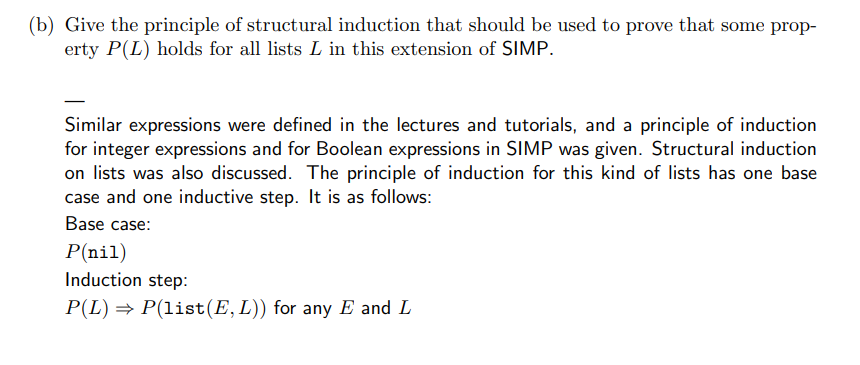 (b) Give the principle of structural induction that should be used to prove that some prop-
erty P(L) holds for all lists L in this extension of SIMP.
—
Similar expressions were defined in the lectures and tutorials, and a principle of induction
for integer expressions and for Boolean expressions in SIMP was given. Structural induction
on lists was also discussed. The principle of induction for this kind of lists has one base
case and one inductive step. It is as follows:
Base case:
P(nil)
Induction step:
P(L) ⇒ P(list(E, L)) for any E and L